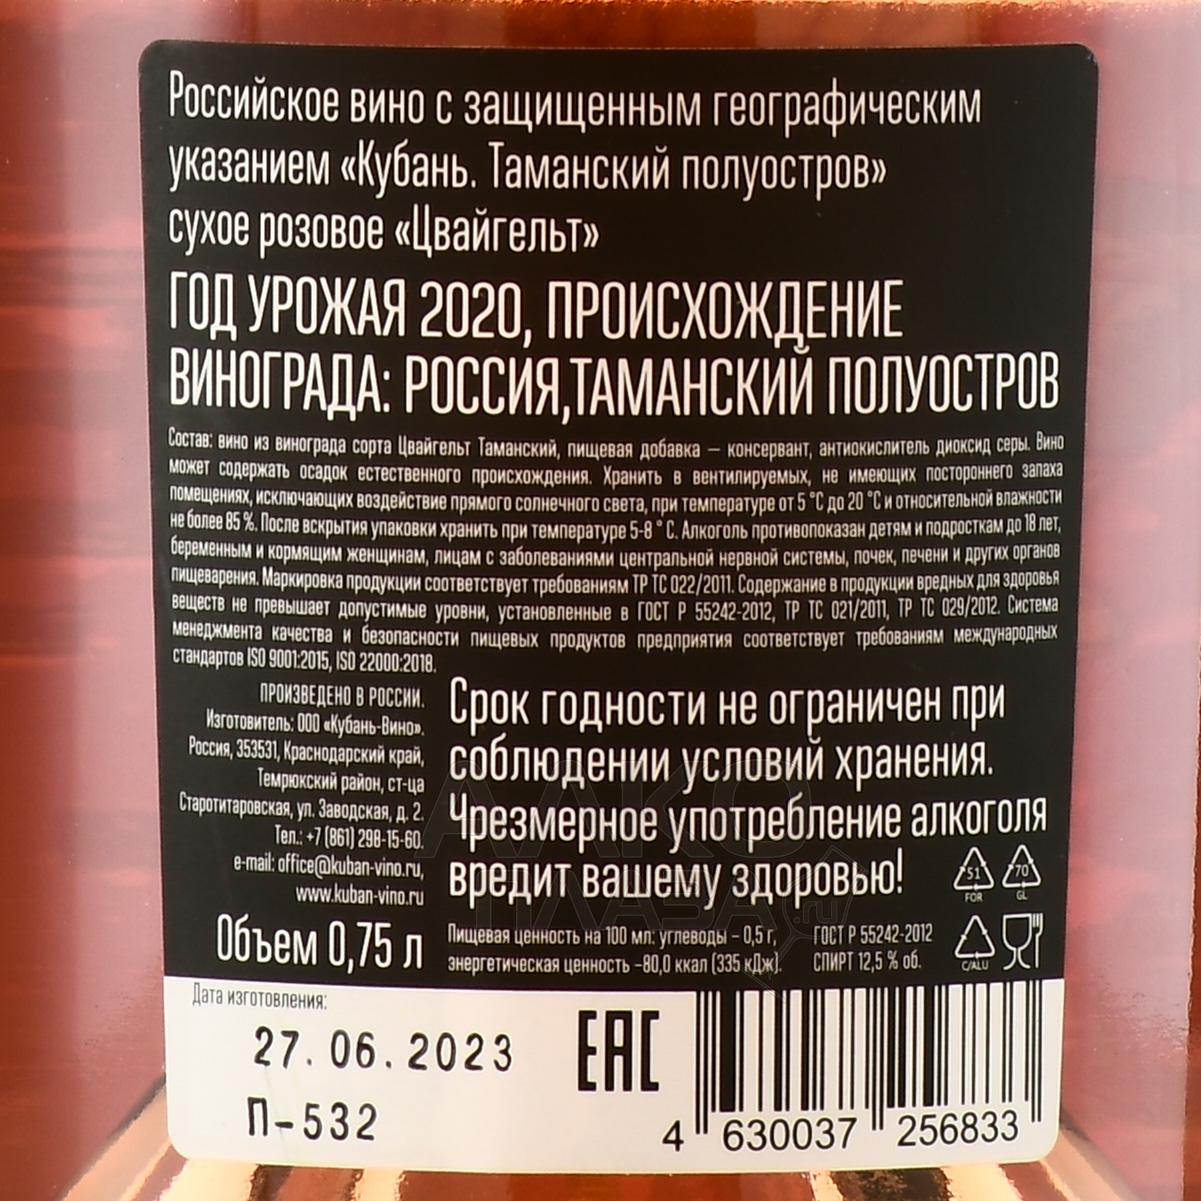 Российское вино с защищенным географическим
указанием «Кубань. Таманский полуостров»
сухое розовое «Цвайгельт»
ГОД УРОЖАЯ 2020, ПРОИСХОЖДЕНИЕ
ВИНОГРАДА: РОССИЯ,ТАМАНСКИЙ ПОЛУОСТРОВ
Состав: вино из винограда сорта Цвайгельт Таманский, пищевая добавка — консервант, антиокислитель диоксид серы. Вино
может содержать осадок естественного происхождения. Хранить в вентилируемых, не имеющих постороннего запаха
помещениях, исключающих воздействие прямого солнечного света, при температуре от 5 °С до 20 °С и относительной влажности
не более 85 %. После вскрытия упаковки хранить при температуре 5-8 ° С. Алкоголь противопоказан детям и подросткам до 18 лет,
беременным и кормящим женщинам, лицам с заболеваниями центральной нервной системы, почек, печени и других органов
пищеварения. Маркировка продукции соответствует требованиям ТР ТС 022/2011. Содержание в продукции вредных для здоровья
веществ не превышает допустимые уровни, установленные в ГОСТ Р 55242-2012, ТР ТС 021/2011, ТР ТС 029/2012. Система
менеджмента качества и безопасности пищевых продуктов предприятия соответствует требованиям международных
стандартов ISO 9001:2015, ISO 22000:2018.
ПРОИЗВЕДЕНО В РОССИИ.
Изготовитель: ООО «Кубань-Вино».
Россия, 353531, Краснодарский край,
Темрюкский район, ст-ца
Старотитаровская, ул. Заводская, д. 2.
Тел.: +7 (861) 298-15-60.
e-mail: office@kuban-vino.ru,
www.kuban-vino.ru
Объем 0,75 л
Срок годности не ограничен при
соблюдении условий хранения.
Чрезмерное употребление алкоголя
вредит вашему здоровью!
51
FOR
70
GL
C/ALU
Пищевая ценность на 100 мл: углеводы – 0,5 г,
энергетическая ценность –80,0 ккал (335 кДж).
ГОСТ Р 55242-2012
СПИРТ 12,5 % об.
АЛКО
ПЛАЗА.ru
Дата изготовления:
27.06.2023
П-532
EAC
4 630037 256833